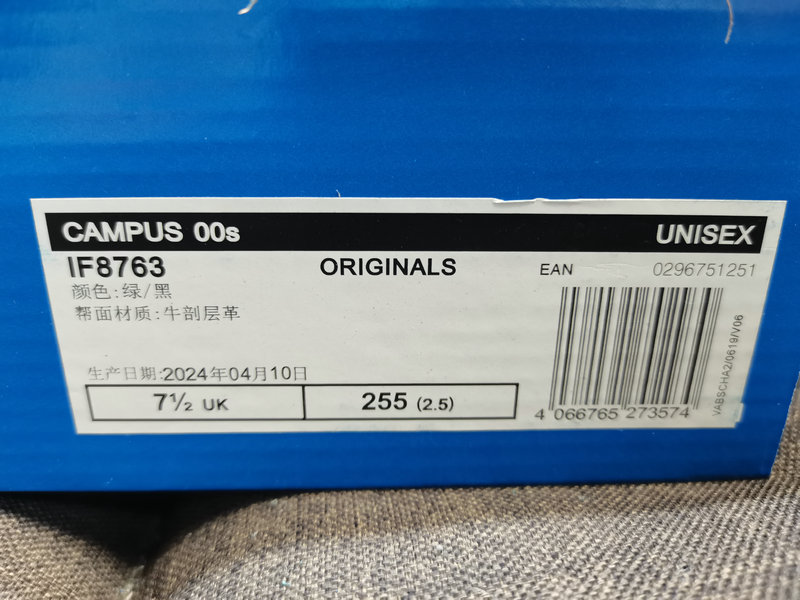 CAMPUS 00s UNISEX
IF8763 ORIGINALS EAN 0296751251
颜色:绿/黑
帮面材质:牛剖层革
生产日期:2024年04月10日
7½ UK 255 (2.5)
4 066765 273574
VABSCHA2/0619/V06